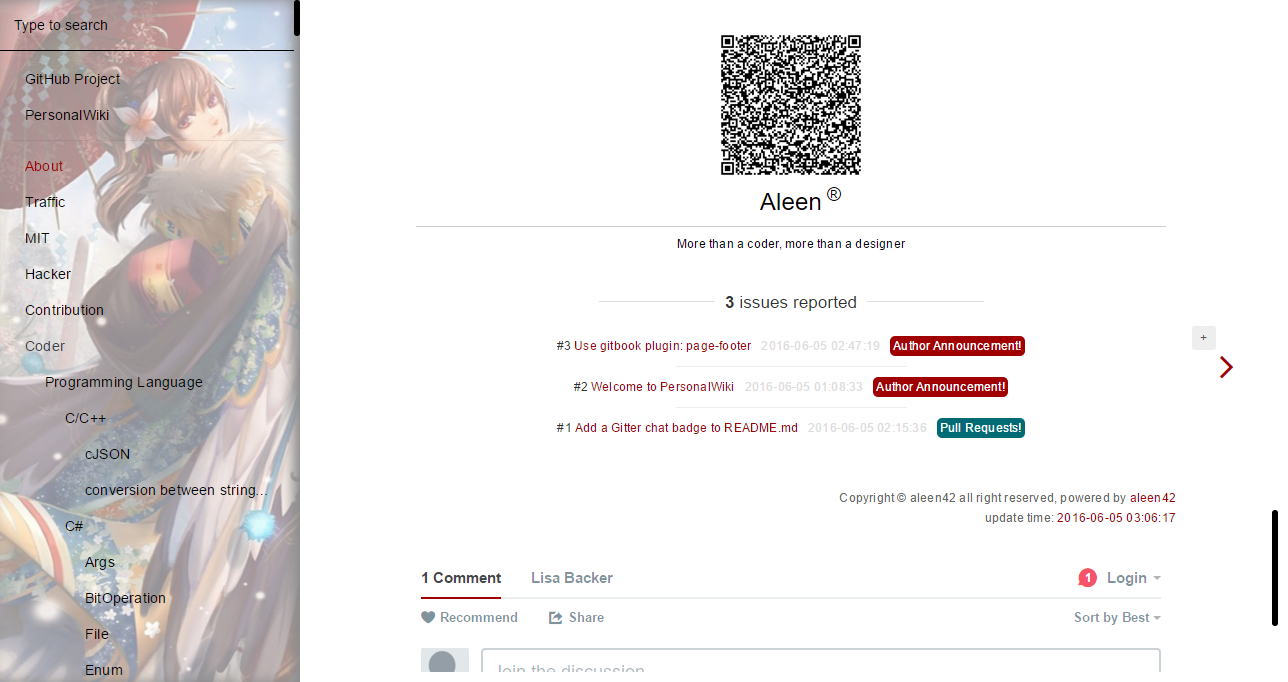 Type to search
GitHub Project
PersonalWiki
About
Traffic
MIT
Hacker
Contribution
Coder
Programming Language
C/C++
cJSON
conversion between string...
C#
Args
BitOperation
File
Enum
Aleen ®
More than a coder, more than a designer
3 issues reported
#3 Use gitbook plugin: page-footer 2016-06-05 02:47:19 Author Announcement!
+
#2 Welcome to PersonalWiki 2016-06-05 01:08:33 Author Announcement!
#1 Add a Gitter chat badge to README.md 2016-06-05 02:15:36 Pull Requests!
Copyright © aleen42 all right reserved, powered by aleen42
update time: 2016-06-05 03:06:17
1 Comment Lisa Backer 1 Login
Recommend Share Sort by Best
Join the discussion